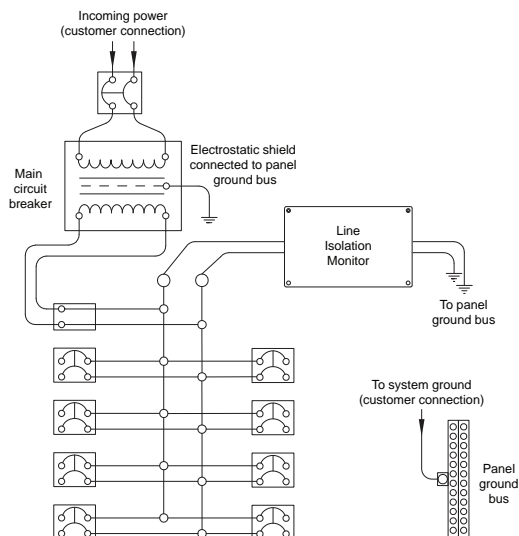 Incoming power
(customer connection)
Electrostatic shield
connected to panel
ground bus
Main
circuit
breaker
Line
Isolation
Monitor
To panel
ground bus
To system ground
(customer connection)
Panel
ground
bus